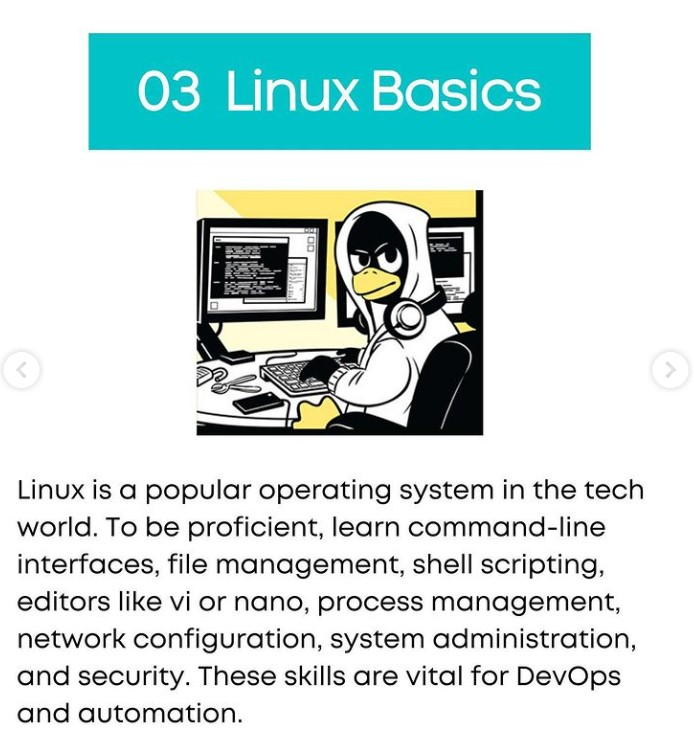 03 Linux Basics
Linux is a popular operating system in the tech
world. To be proficient, learn command-line
interfaces, file management, shell scripting,
editors like vi or nano, process management,
network configuration, system administration,
and security. These skills are vital for DevOps
and automation.